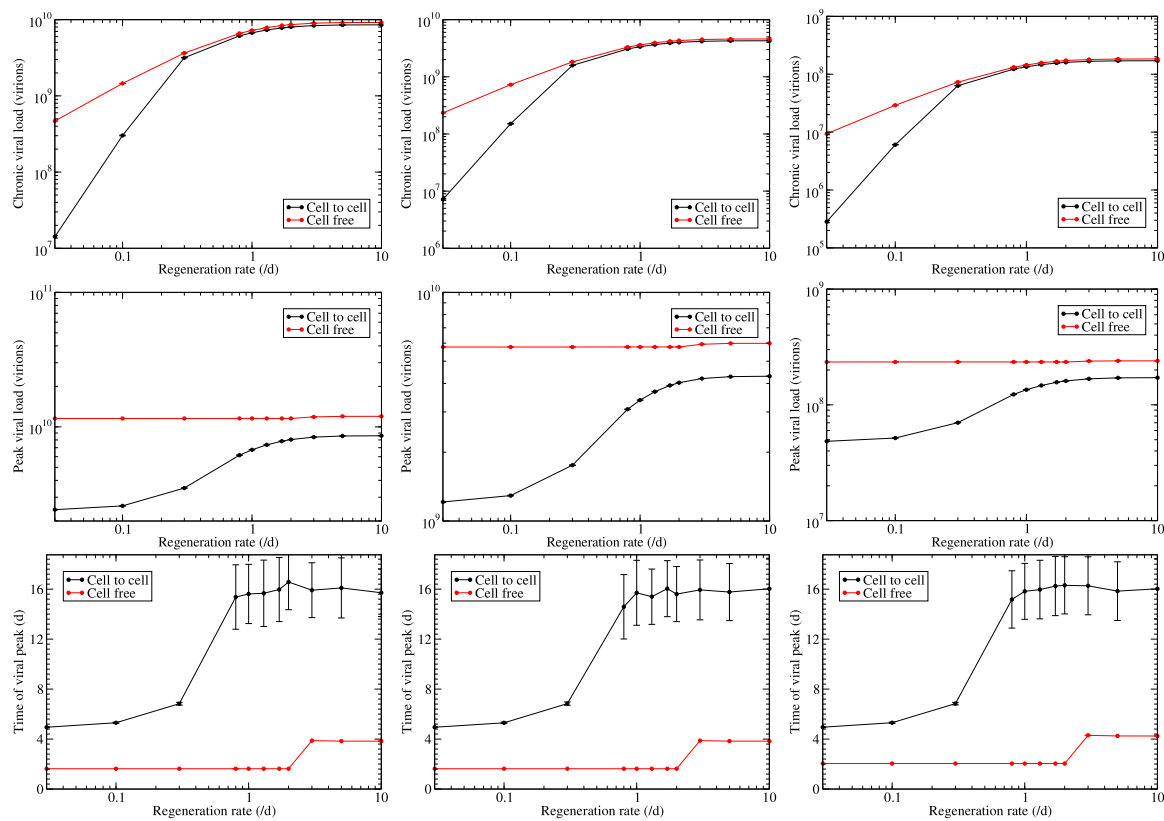 Chronic viral load (virions)
10^10
10^9
10^8
10^7
0.1 1 10
Regeneration rate (/d)
Cell to cell
Cell free
Chronic viral load (virions)
10^10
10^9
10^8
10^7
10^6
0.1 1 10
Regeneration rate (/d)
Cell to cell
Cell free
Chronic viral load (virions)
10^9
10^8
10^7
10^6
10^5
0.1 1 10
Regeneration rate (/d)
Cell to cell
Cell free
Peak viral load (virions)
10^11
10^10
0.1 1 10
Regeneration rate (/d)
Cell to cell
Cell free
Peak viral load (virions)
10^10
10^9
0.1 1 10
Regeneration rate (/d)
Cell to cell
Cell free
Peak viral load (virions)
10^9
10^8
10^7
0.1 1 10
Regeneration rate (/d)
Cell to cell
Cell free
Time of viral peak (d)
16
12
8
4
0
0.1 1 10
Regeneration rate (/d)
Cell to cell
Cell free
Time of viral peak (d)
16
12
8
4
0
0.1 1 10
Regeneration rate (/d)
Cell to cell
Cell free
Time of viral peak (d)
16
12
8
4
0
0.1 1 10
Regeneration rate (/d)
Cell to cell
Cell free